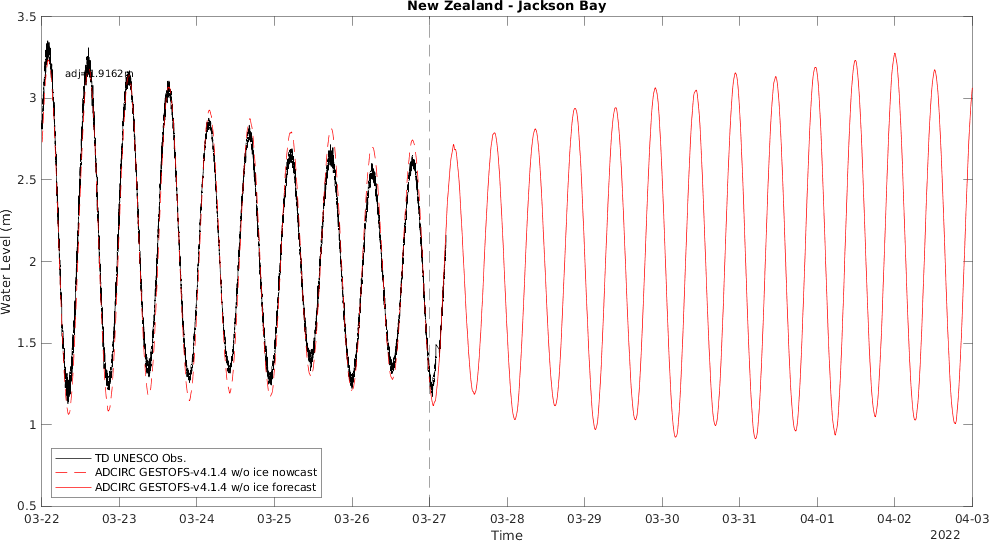 New Zealand - Jackson Bay
3.5
3
2.5
2
1.5
1
0.5
Water Level (m)
TD UNESCO Obs.
ADCIRC GESTOFS-v4.1.4 w/o ice nowcast
ADCIRC GESTOFS-v4.1.4 w/o ice forecast
03-22 03-23 03-24 03-25 03-26 03-27 03-28 03-29 03-30 03-31 04-01 04-02 04-03
Time
2022